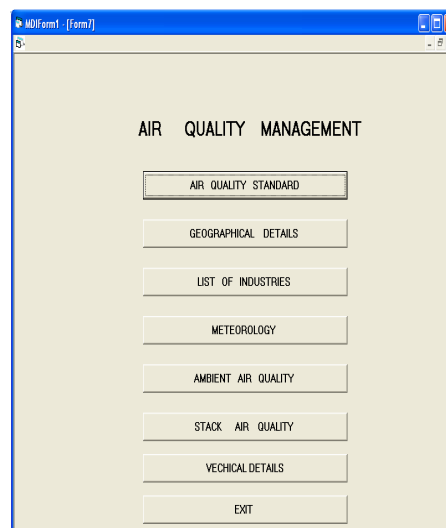 MDIForm1 - [Form7]
AIR QUALITY MANAGEMENT
AIR QUALITY STANDARD
GEOGRAPHICAL DETAILS
LIST OF INDUSTRIES
METEOROLOGY
AMBIENT AIR QUALITY
STACK AIR QUALITY
VECHICAL DETAILS
EXIT